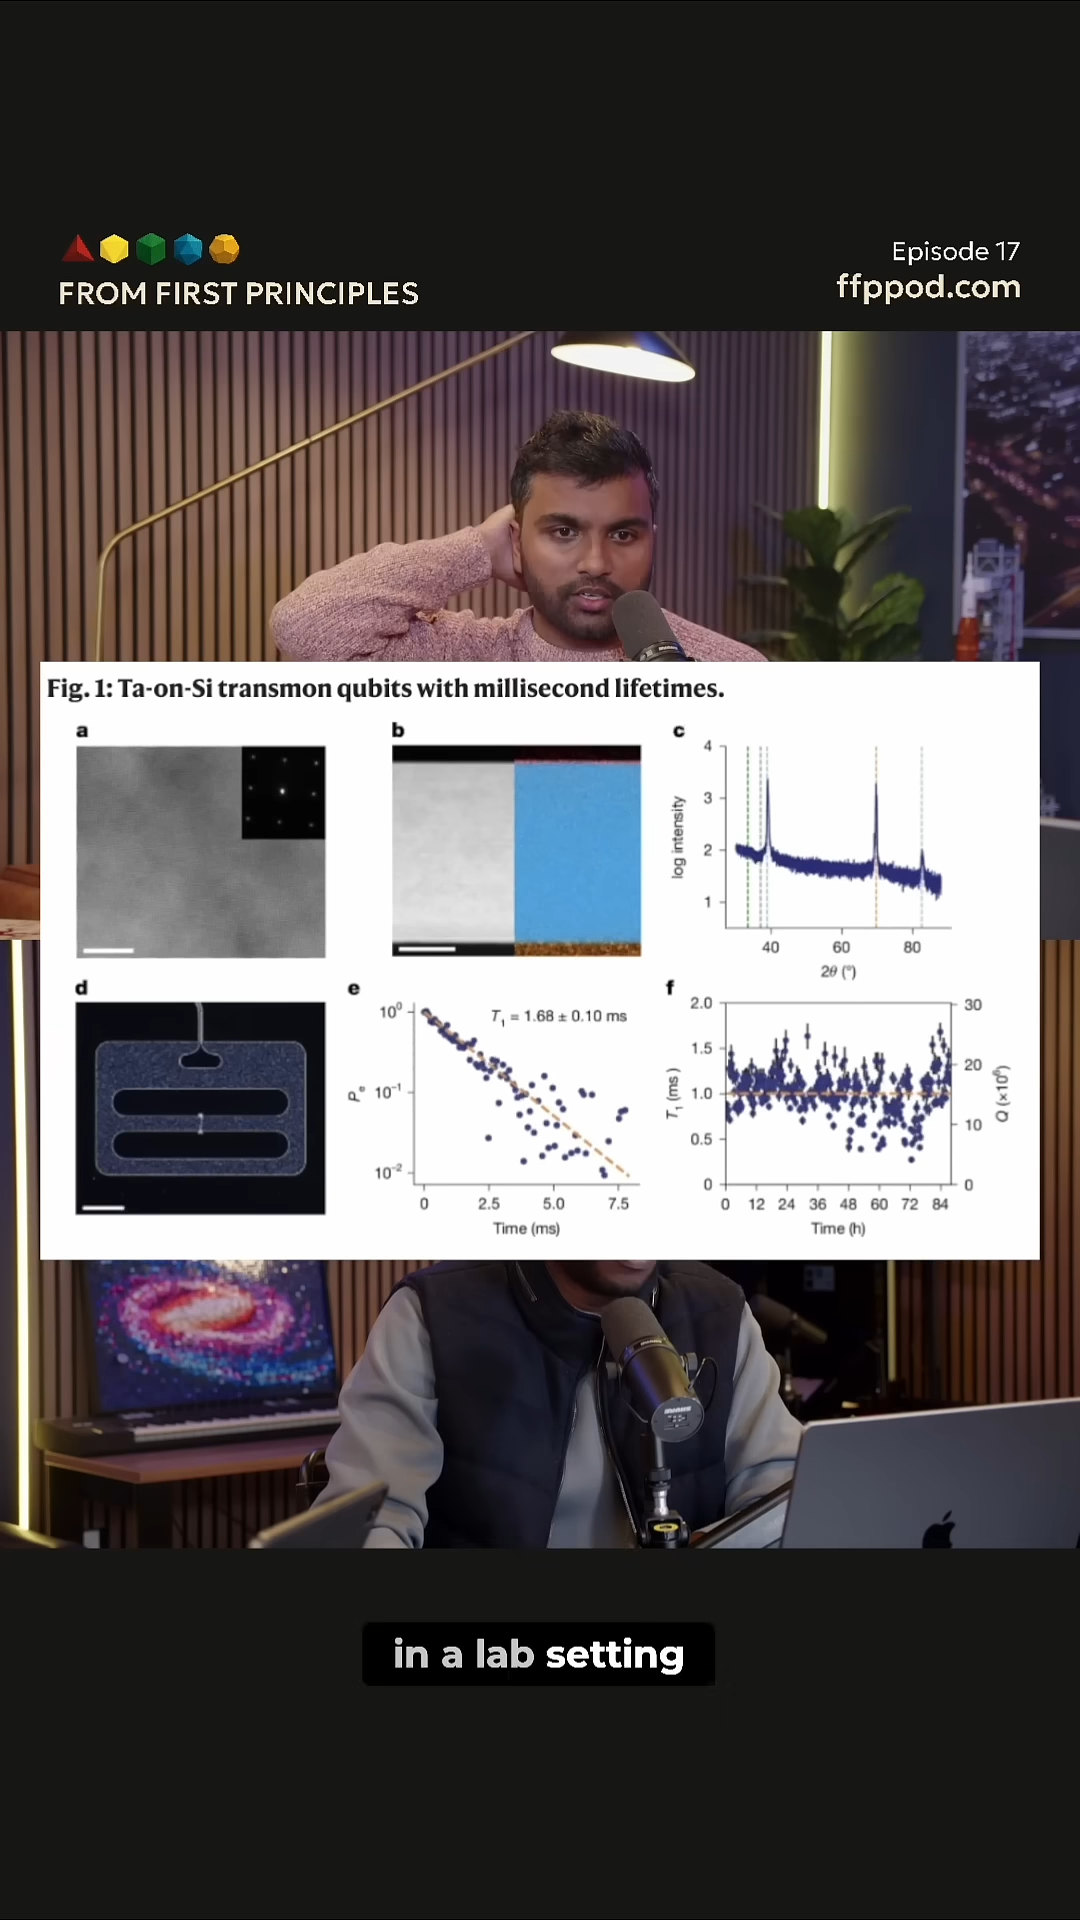 Episode 17
FROM FIRST PRINCIPLES
ffppod.com
Fig. 1: Ta-on-Si transmon qubits with millisecond lifetimes.
a
b
c
4
3
2
1
log intensity
40
60
80
2θ (°)
d
e
10⁰
10⁻¹
10⁻²
Pₑ
T₁ = 1.68 ± 0.10 ms
0
2.5
5.0
7.5
Time (ms)
f
2.0
1.5
1.0
0.5
0
T₁ (ms)
30
20
10
0
Q (×10⁶)
0 12 24 36 48 60 72 84
Time (h)
in a lab setting